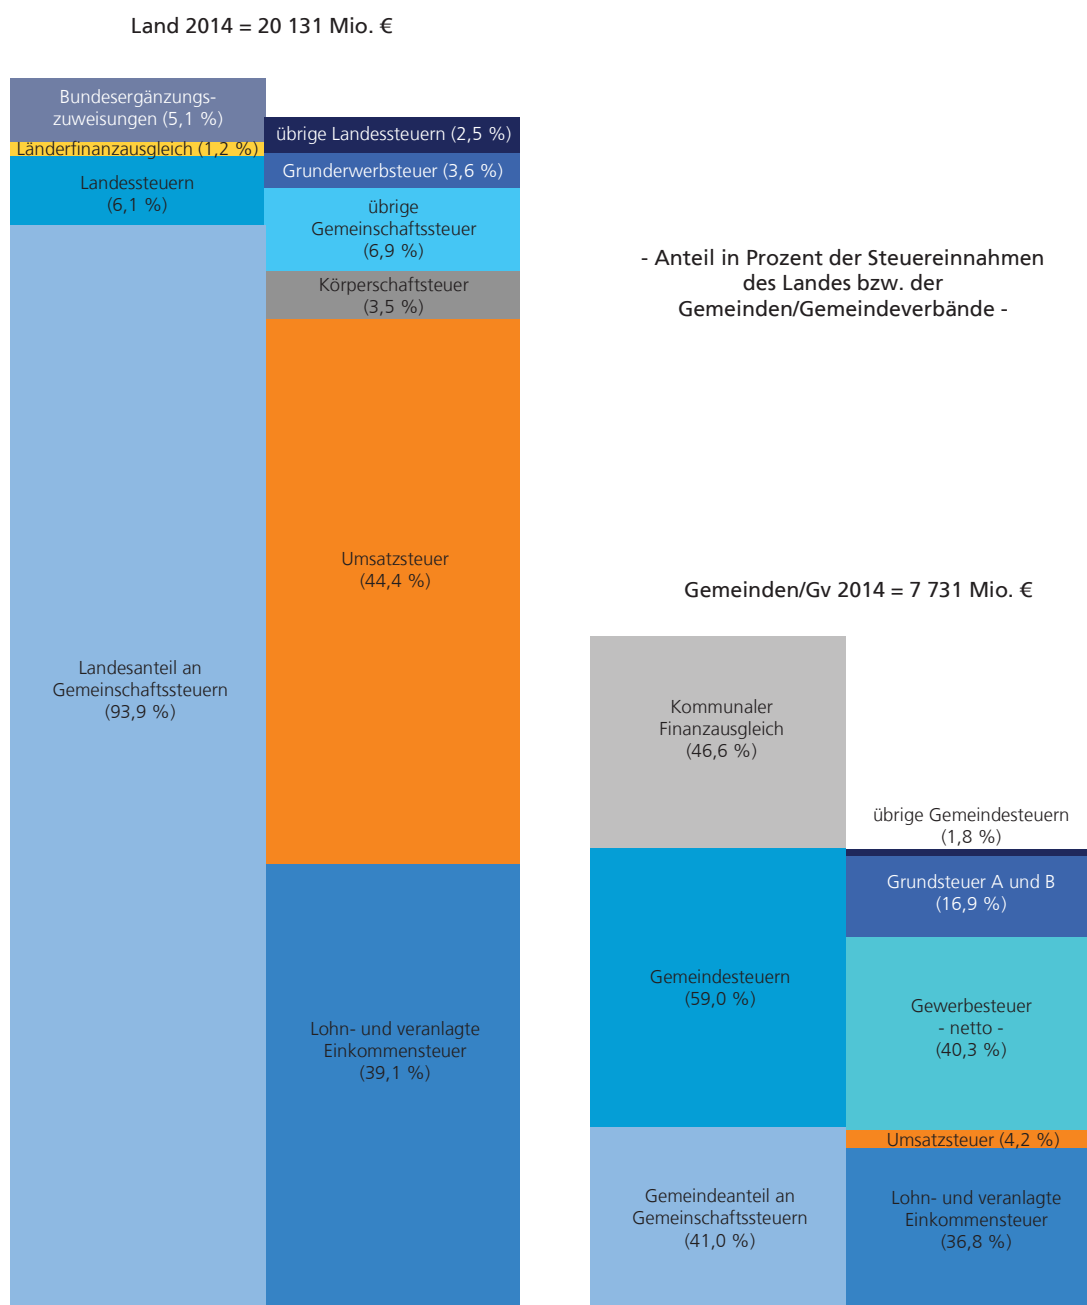 Land 2014 = 20 131 Mio. €
Bundesergänzungs-
zuweisungen (5,1 %)
Länderfinanzausgleich (1,2 %)
Landessteuern
(6,1 %)
Landesanteil an
Gemeinschaftssteuern
(93,9 %)
übrige Landessteuern (2,5 %)
Grunderwerbsteuer (3,6 %)
übrige
Gemeinschaftssteuer
(6,9 %)
Körperschaftsteuer
(3,5 %)
Umsatzsteuer
(44,4 %)
Lohn- und veranlagte
Einkommensteuer
(39,1 %)
- Anteil in Prozent der Steuereinnahmen
des Landes bzw. der
Gemeinden/Gemeindeverbände -
Gemeinden/Gv 2014 = 7 731 Mio. €
Kommunaler
Finanzausgleich
(46,6 %)
Gemeindesteuern
(59,0 %)
Gemeindeanteil an
Gemeinschaftssteuern
(41,0 %)
übrige Gemeindesteuern
(1,8 %)
Grundsteuer A und B
(16,9 %)
Gewerbesteuer
- netto -
(40,3 %)
Umsatzsteuer (4,2 %)
Lohn- und veranlagte
Einkommensteuer
(36,8 %)